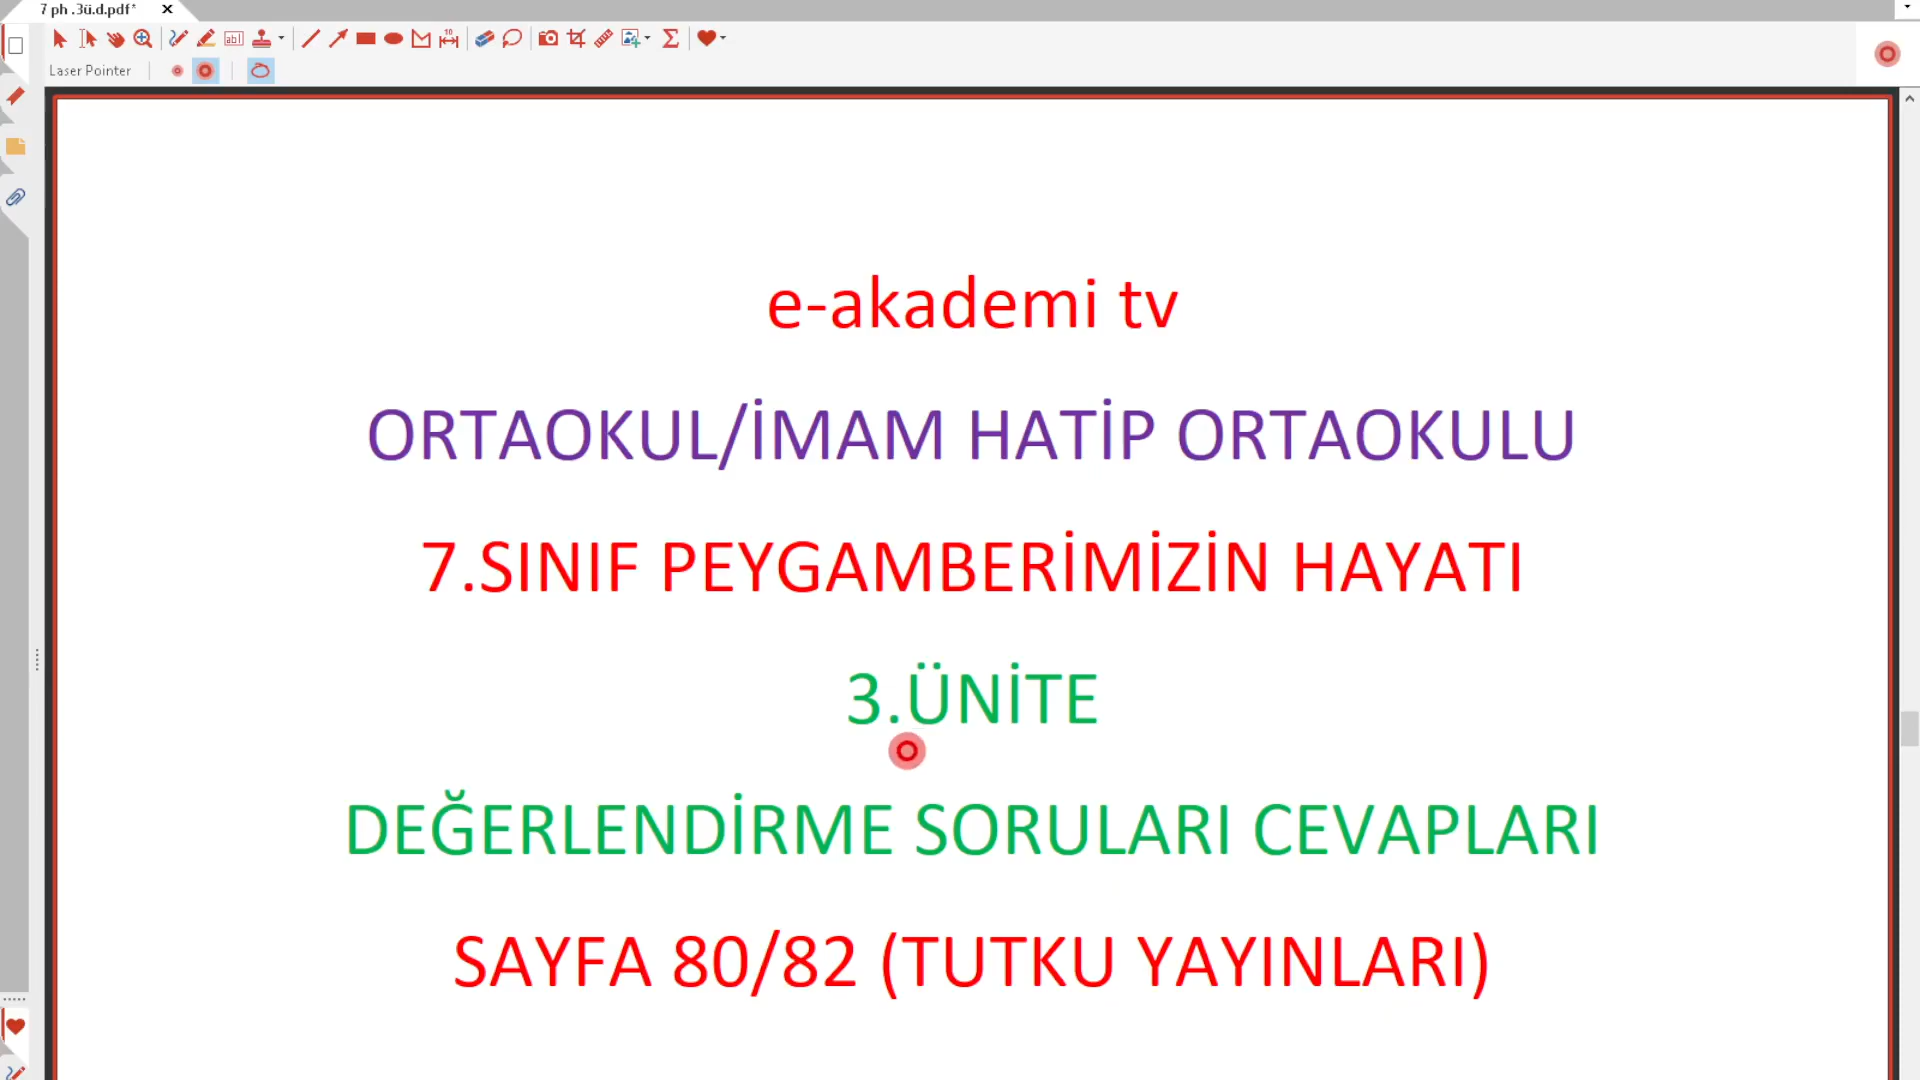 7 ph .3ü.d.pdf*
Laser Pointer
e-akademi tv
ORTAOKUL/İMAM HATİP ORTAOKULU
7.SINIF PEYGAMBERİMİZİN HAYATI
3.ÜNİTE
DEĞERLENDİRME SORULARI CEVAPLARI
SAYFA 80/82 (TUTKU YAYINLARI)